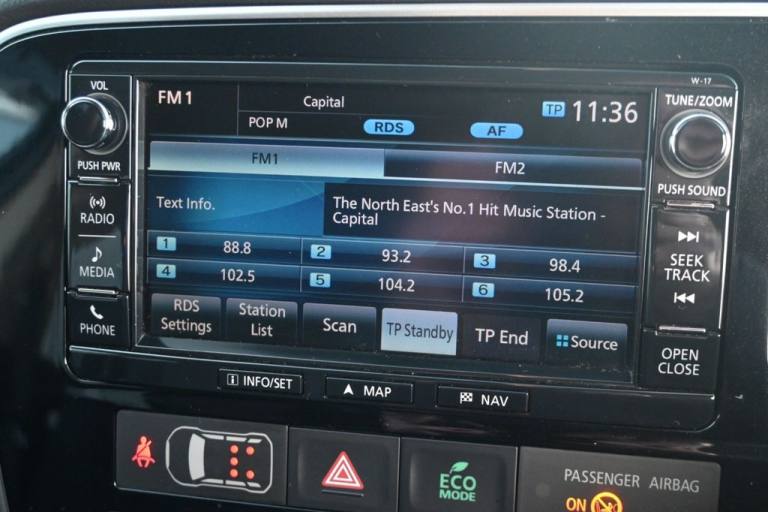 W-17
VOL
PUSH PWR
RADIO
MEDIA
PHONE
FM1
Capital
POP M
RDS
AF
TP 11:36
FM1
FM2
Text Info.
The North East's No.1 Hit Music Station -
Capital
1 88.8
2 93.2
3 98.4
4 102.5
5 104.2
6 105.2
RDS
Settings
Station
List
Scan
TP Standby
TP End
Source
TUNE/ZOOM
PUSH SOUND
SEEK
TRACK
OPEN
CLOSE
i INFO/SET
MAP
NAV
ECO
MODE
PASSENGER AIRBAG
ON